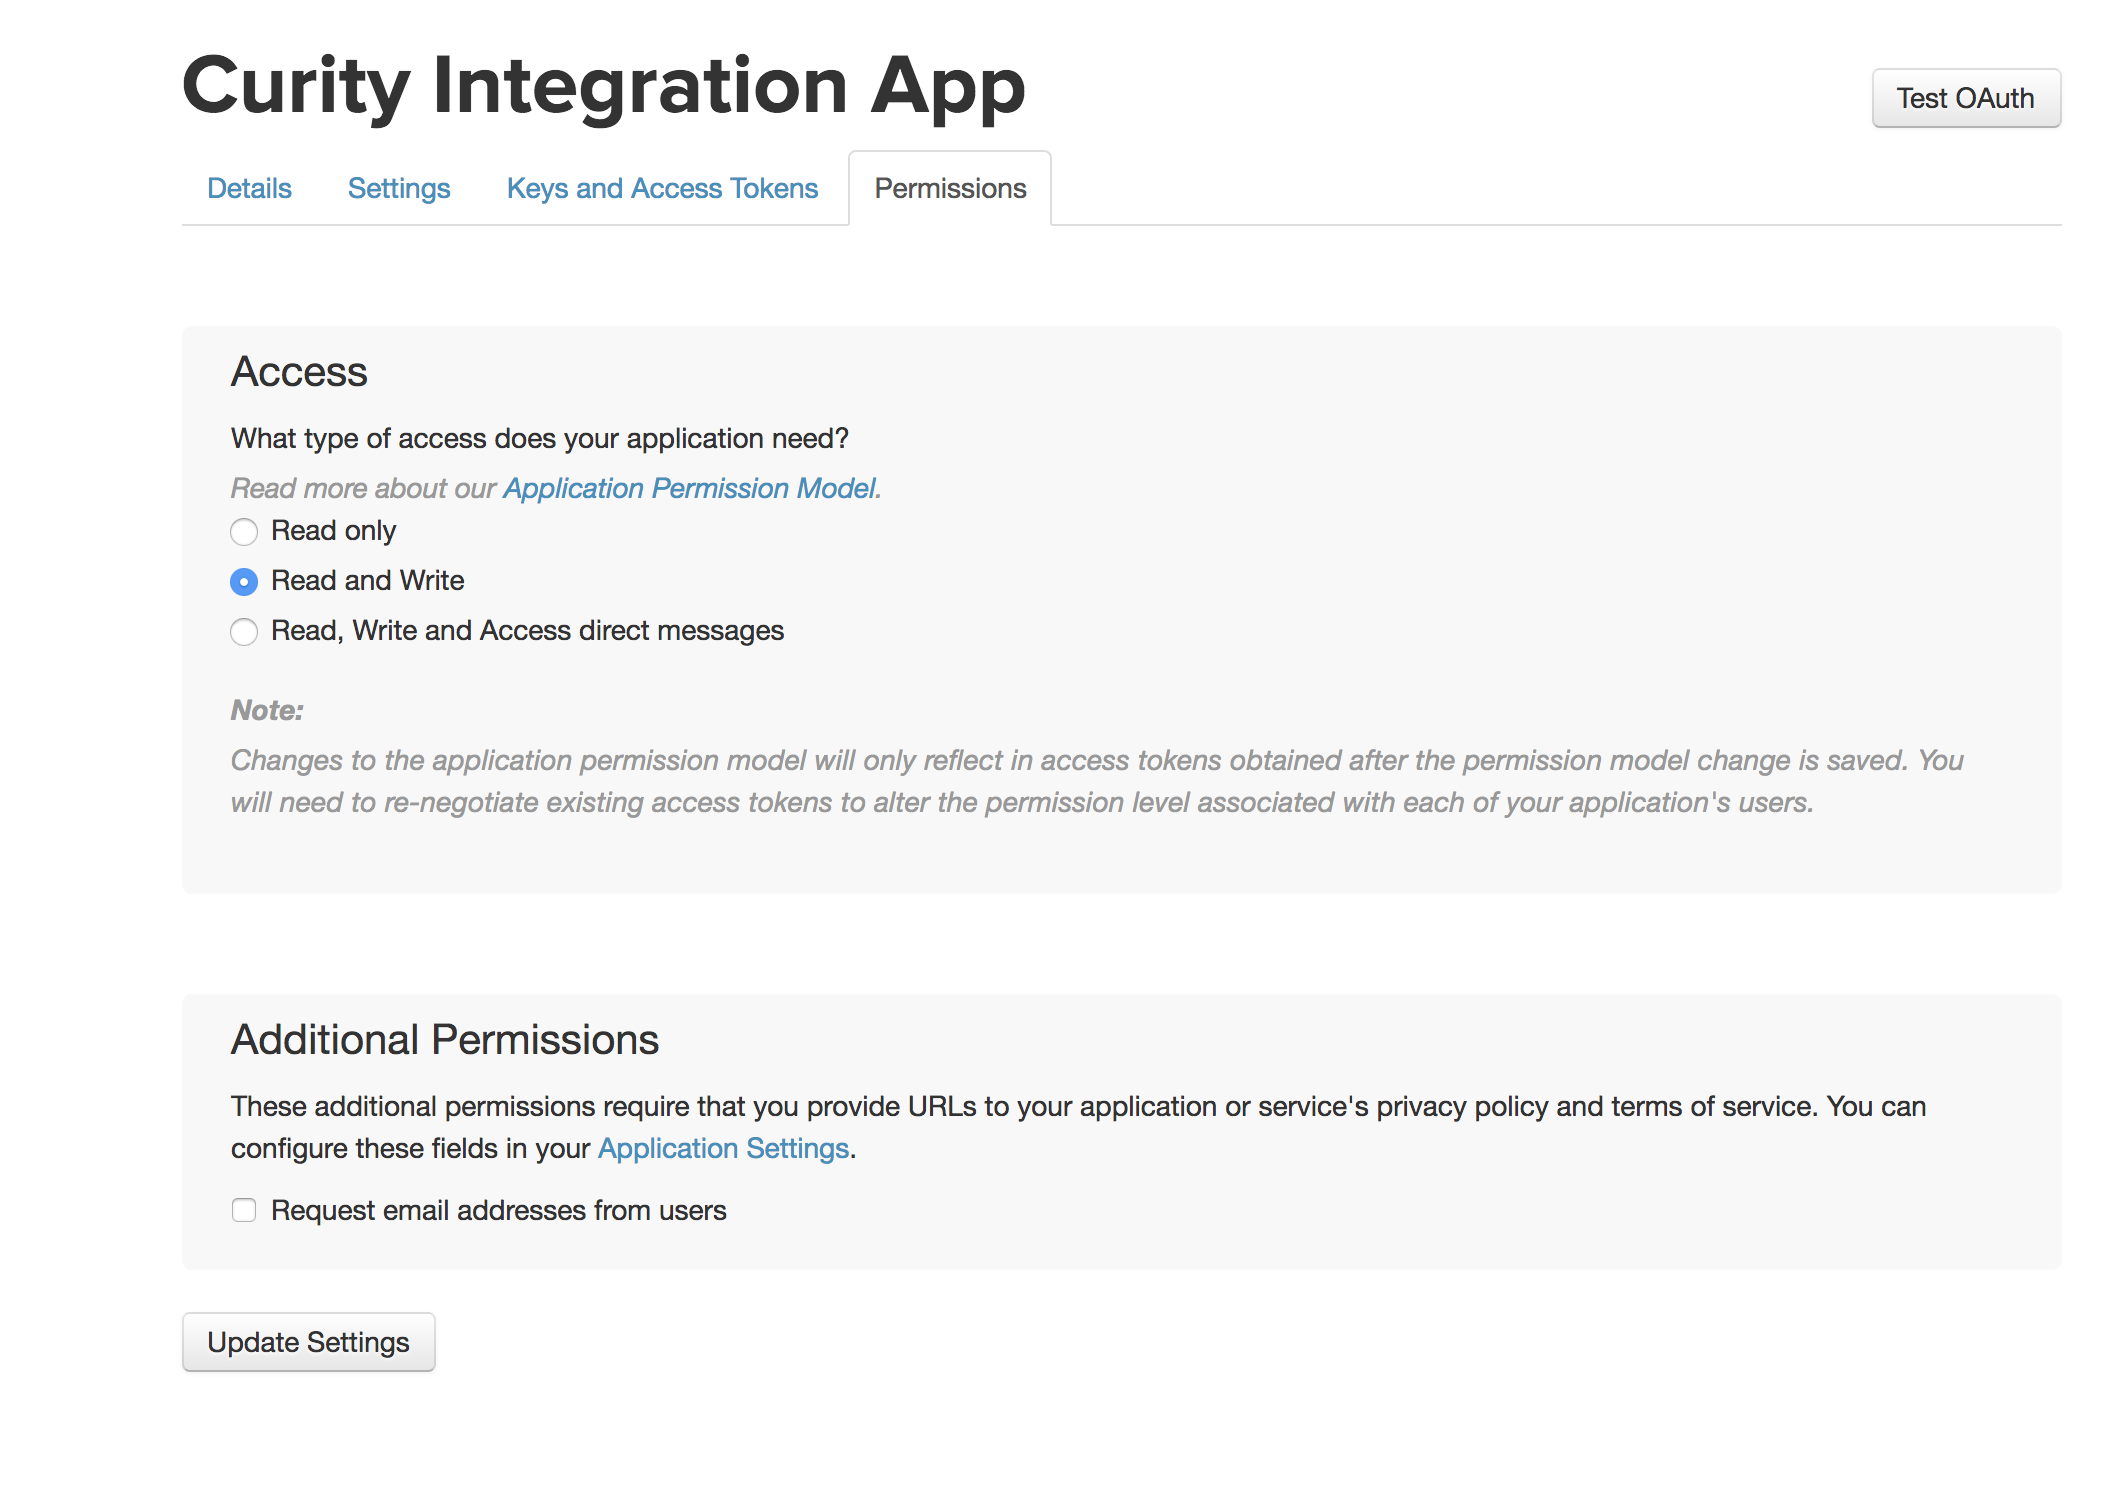 Curity Integration App
Test OAuth
Details
Settings
Keys and Access Tokens
Permissions
Access
What type of access does your application need?
Read more about our Application Permission Model.
Read only
Read and Write
Read, Write and Access direct messages
Note:
Changes to the application permission model will only reflect in access tokens obtained after the permission model change is saved. You
will need to re-negotiate existing access tokens to alter the permission level associated with each of your application's users.
Additional Permissions
These additional permissions require that you provide URLs to your application or service's privacy policy and terms of service. You can
configure these fields in your Application Settings.
Request email addresses from users
Update Settings